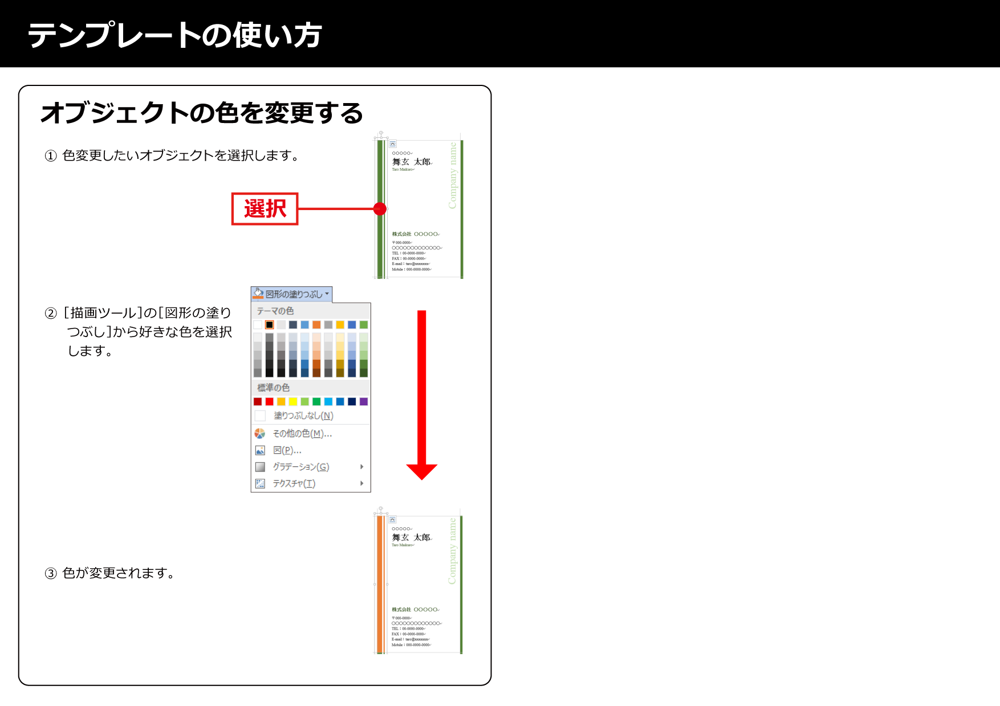 テンプレートの使い方
オブジェクトの色を変更する
① 色変更したいオブジェクトを選択します。
選択
○○○○○
舞玄 太郎
Taro Maikuro
Company name
株式会社 ○○○○○
〒000-0000
○○○○○○○○○○○○○
TEL：00-0000-0000
FAX：00-0000-0000
E-mail：taro@xxxxxxx
Mobile：000-0000-0000
② [描画ツール]の[図形の塗り
つぶし]から好きな色を選択
します。
図形の塗りつぶし
テーマの色
標準の色
塗りつぶしなし(N)
その他の色(M)...
図(P)...
グラデーション(G)
テクスチャ(T)
③ 色が変更されます。
○○○○○
舞玄 太郎
Taro Maikuro
Company name
株式会社 ○○○○○
〒000-0000
○○○○○○○○○○○○○
TEL：00-0000-0000
FAX：00-0000-0000
E-mail：taro@xxxxxxx
Mobile：000-0000-0000